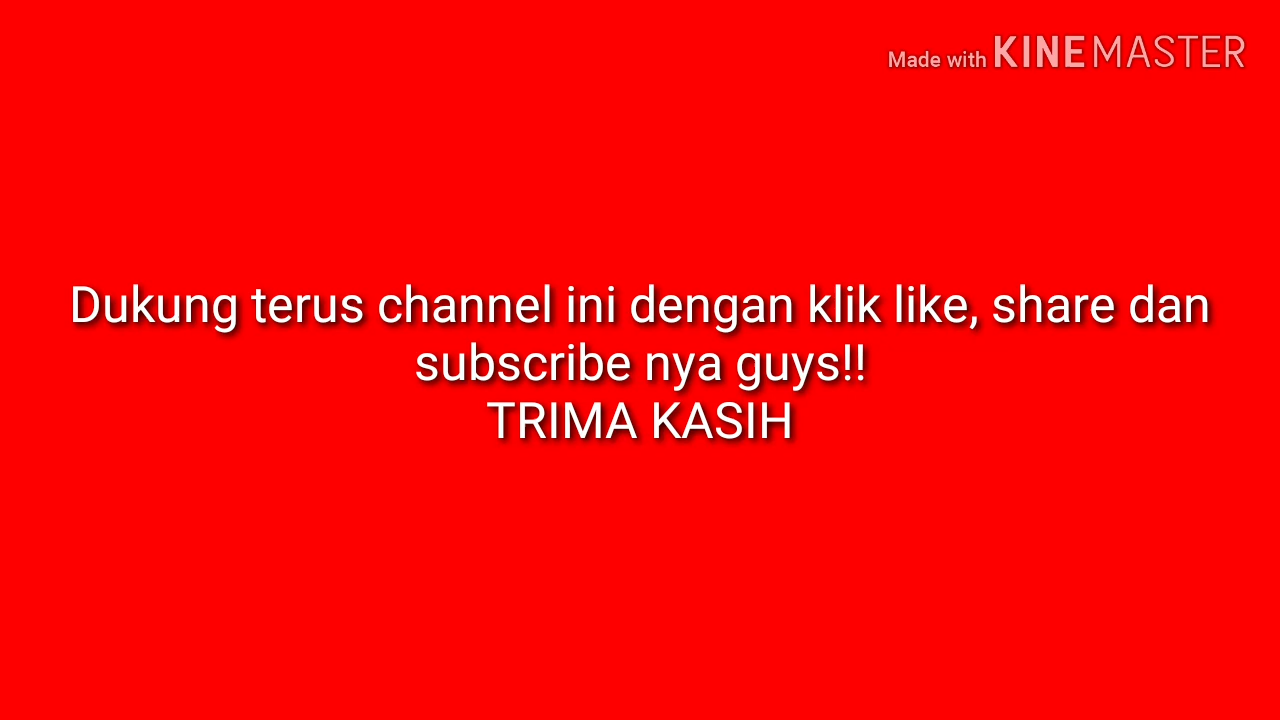 Made with KINEMASTER
Dukung terus channel ini dengan klik like, share dan
subscribe nya guys!!
TRIMA KASIH